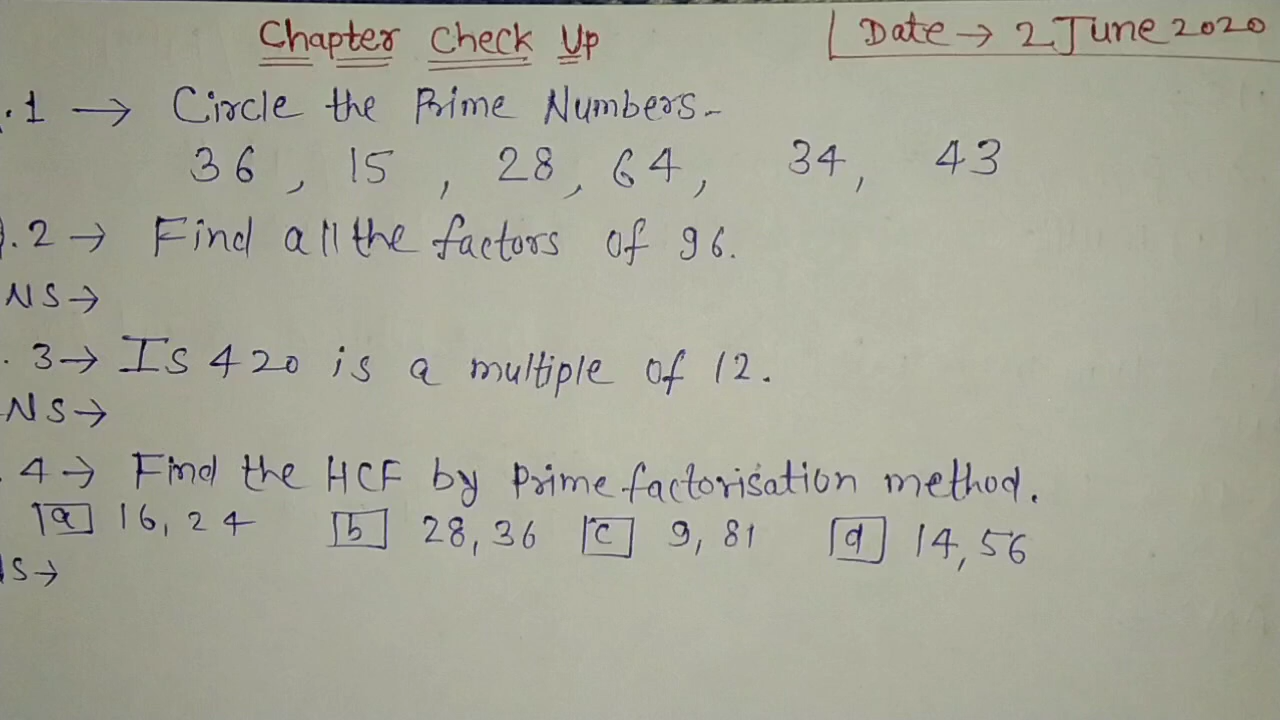 Chapter Check Up
Date → 2 June 2020
.1 → Circle the Prime Numbers-
36, 15, 28, 64, 34, 43
.2 → Find all the factors of 96.
NS →
. 3 → Is 420 is a multiple of 12.
NS →
. 4 → Find the HCF by Prime factorisation method.
[a] 16, 24 [b] 28, 36 [c] 9, 81 [d] 14, 56
S →